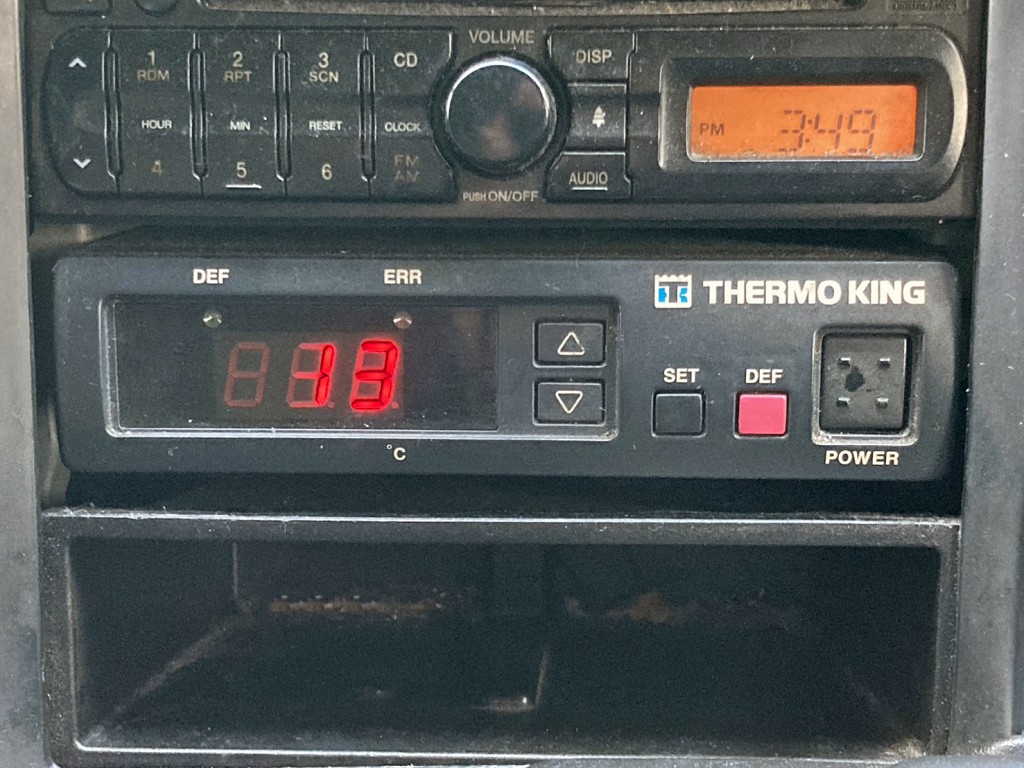 VOLUME
1 2 3 CD DISP
RDM RPT SCN
PM 3:49
HOUR MIN RESET CLOCK
4 5 6 FM AM AUDIO
PUSH ON/OFF
DEF ERR
THERMO KING
-13
SET DEF
°C
POWER